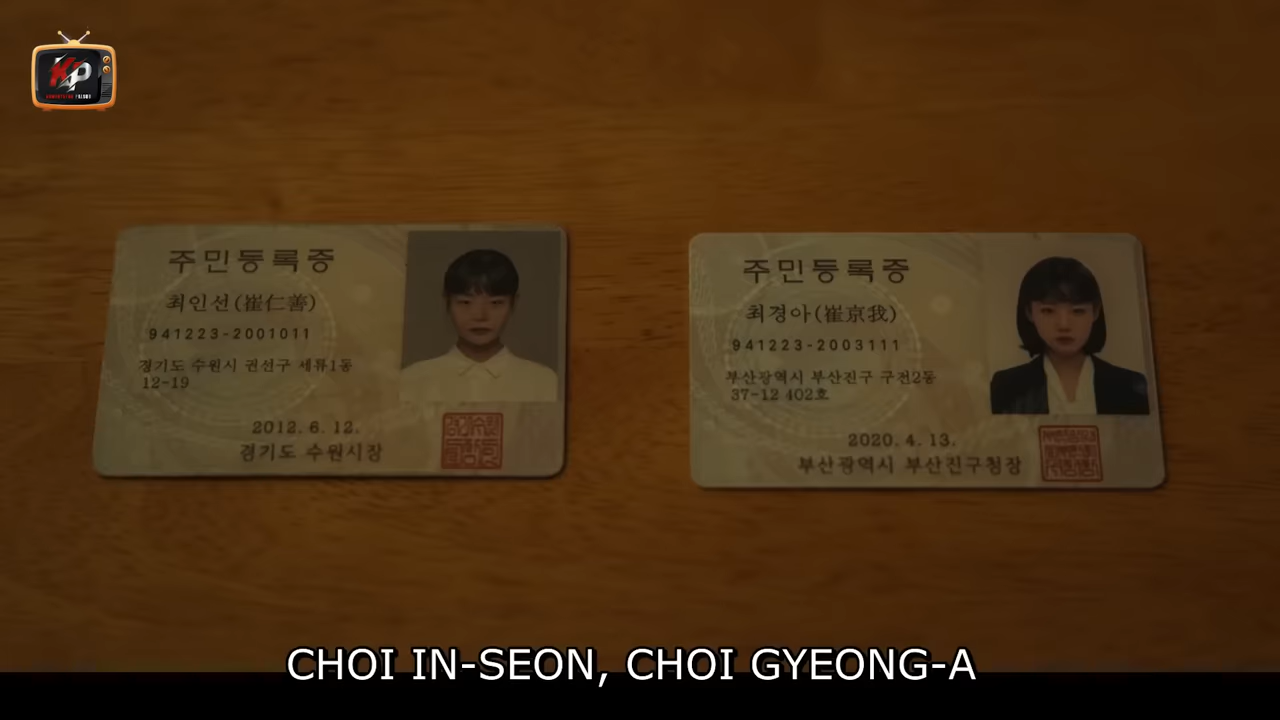 KP
주민등록증
최인선(崔仁善)
941223-2001011
경기도 수원시 권선구 세류1동
12-19
2012. 6. 12.
경기도 수원시장
주민등록증
최경아(崔京我)
941223-2003111
부산광역시 부산진구 구전2동
37-12 402호
2020. 4. 13.
부산광역시 부산진구청장
CHOI IN-SEON, CHOI GYEONG-A